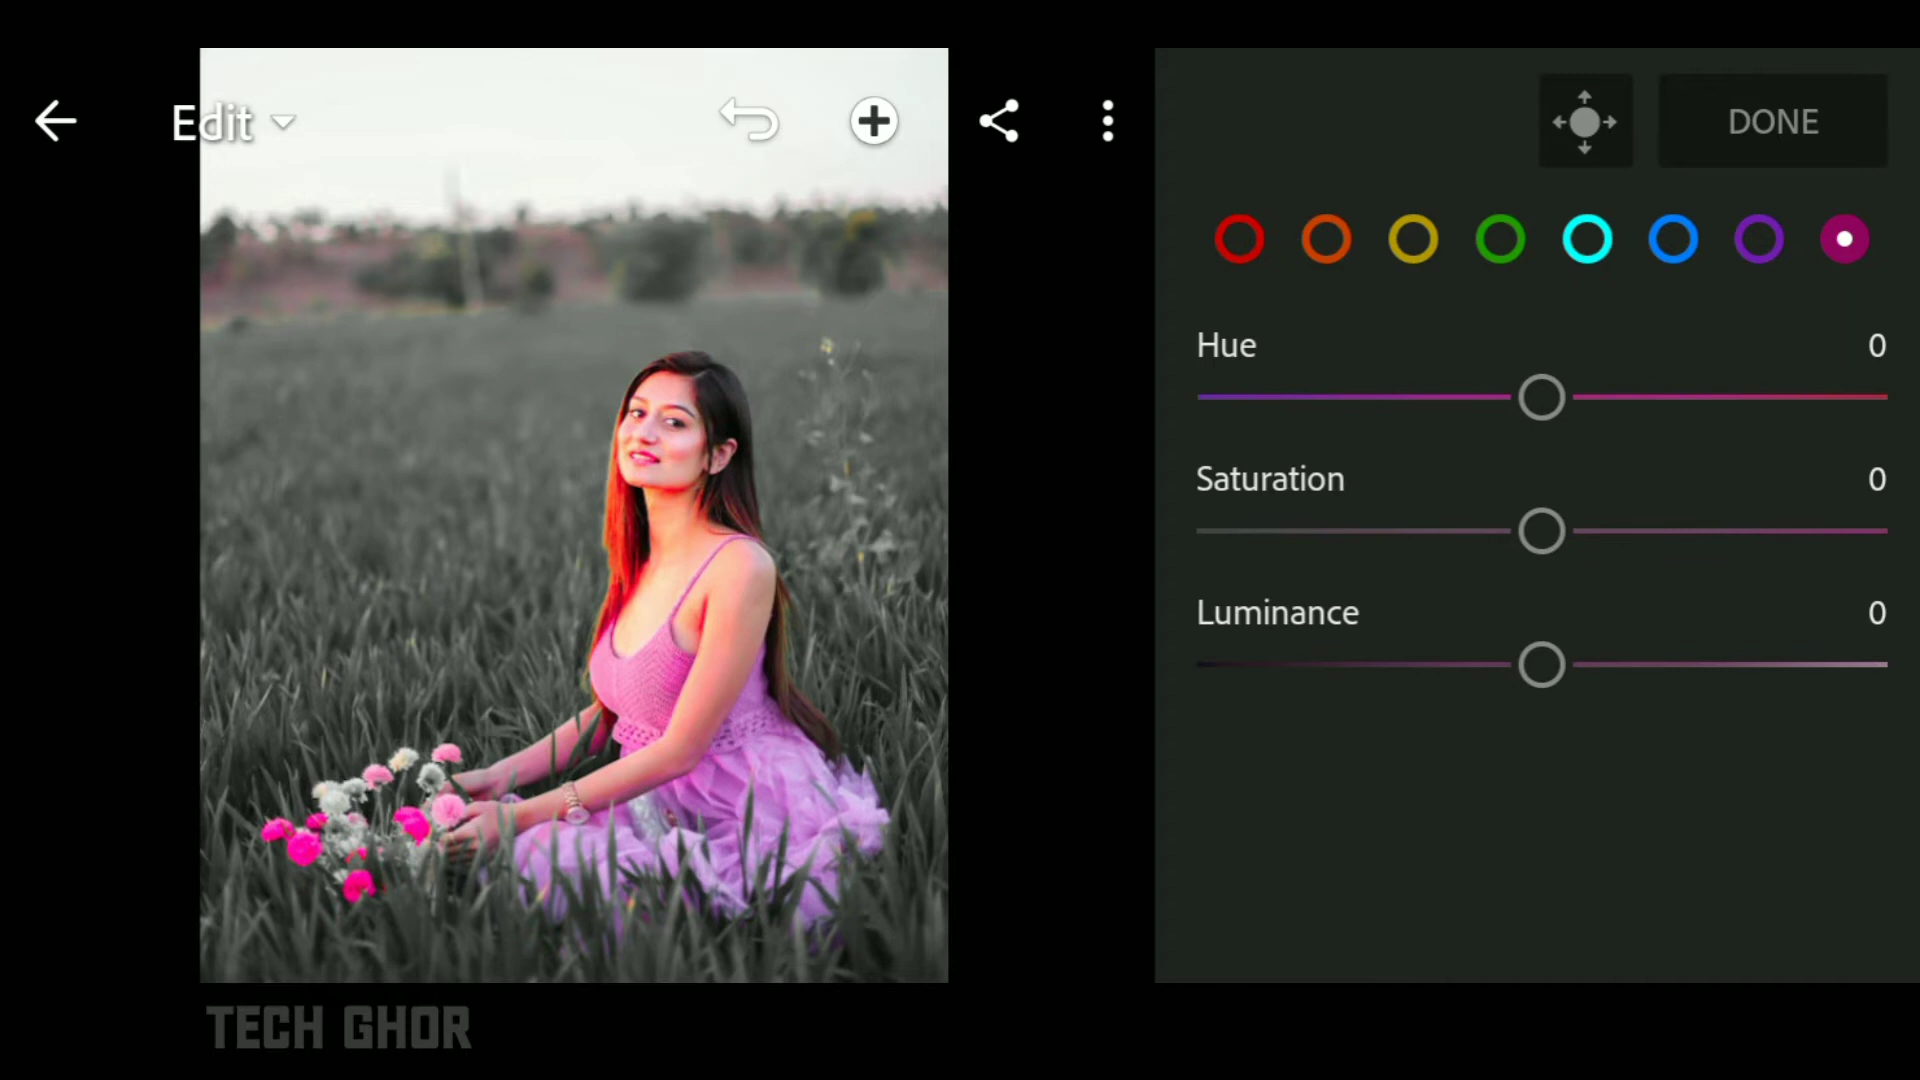 Edit
DONE
Hue 0
Saturation 0
Luminance 0
TECH GHOR